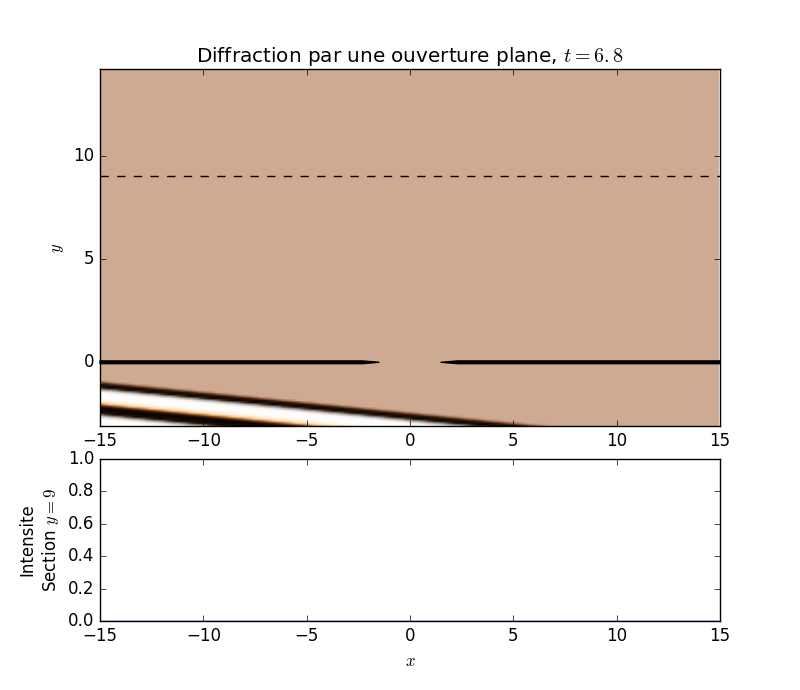 Diffraction par une ouverture plane, t = 6.8
10
5
0
y
−15 −10 −5 0 5 10 15
1.0
0.8
0.6
0.4
0.2
0.0
Intensite
Section y = 9
−15 −10 −5 0 5 10 15
x